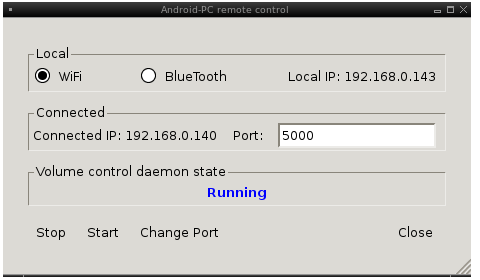 Android-PC remote control
Local
WiFi BlueTooth Local IP: 192.168.0.143
Connected
Connected IP: 192.168.0.140 Port: 5000
Volume control daemon state
Running
Stop Start Change Port Close